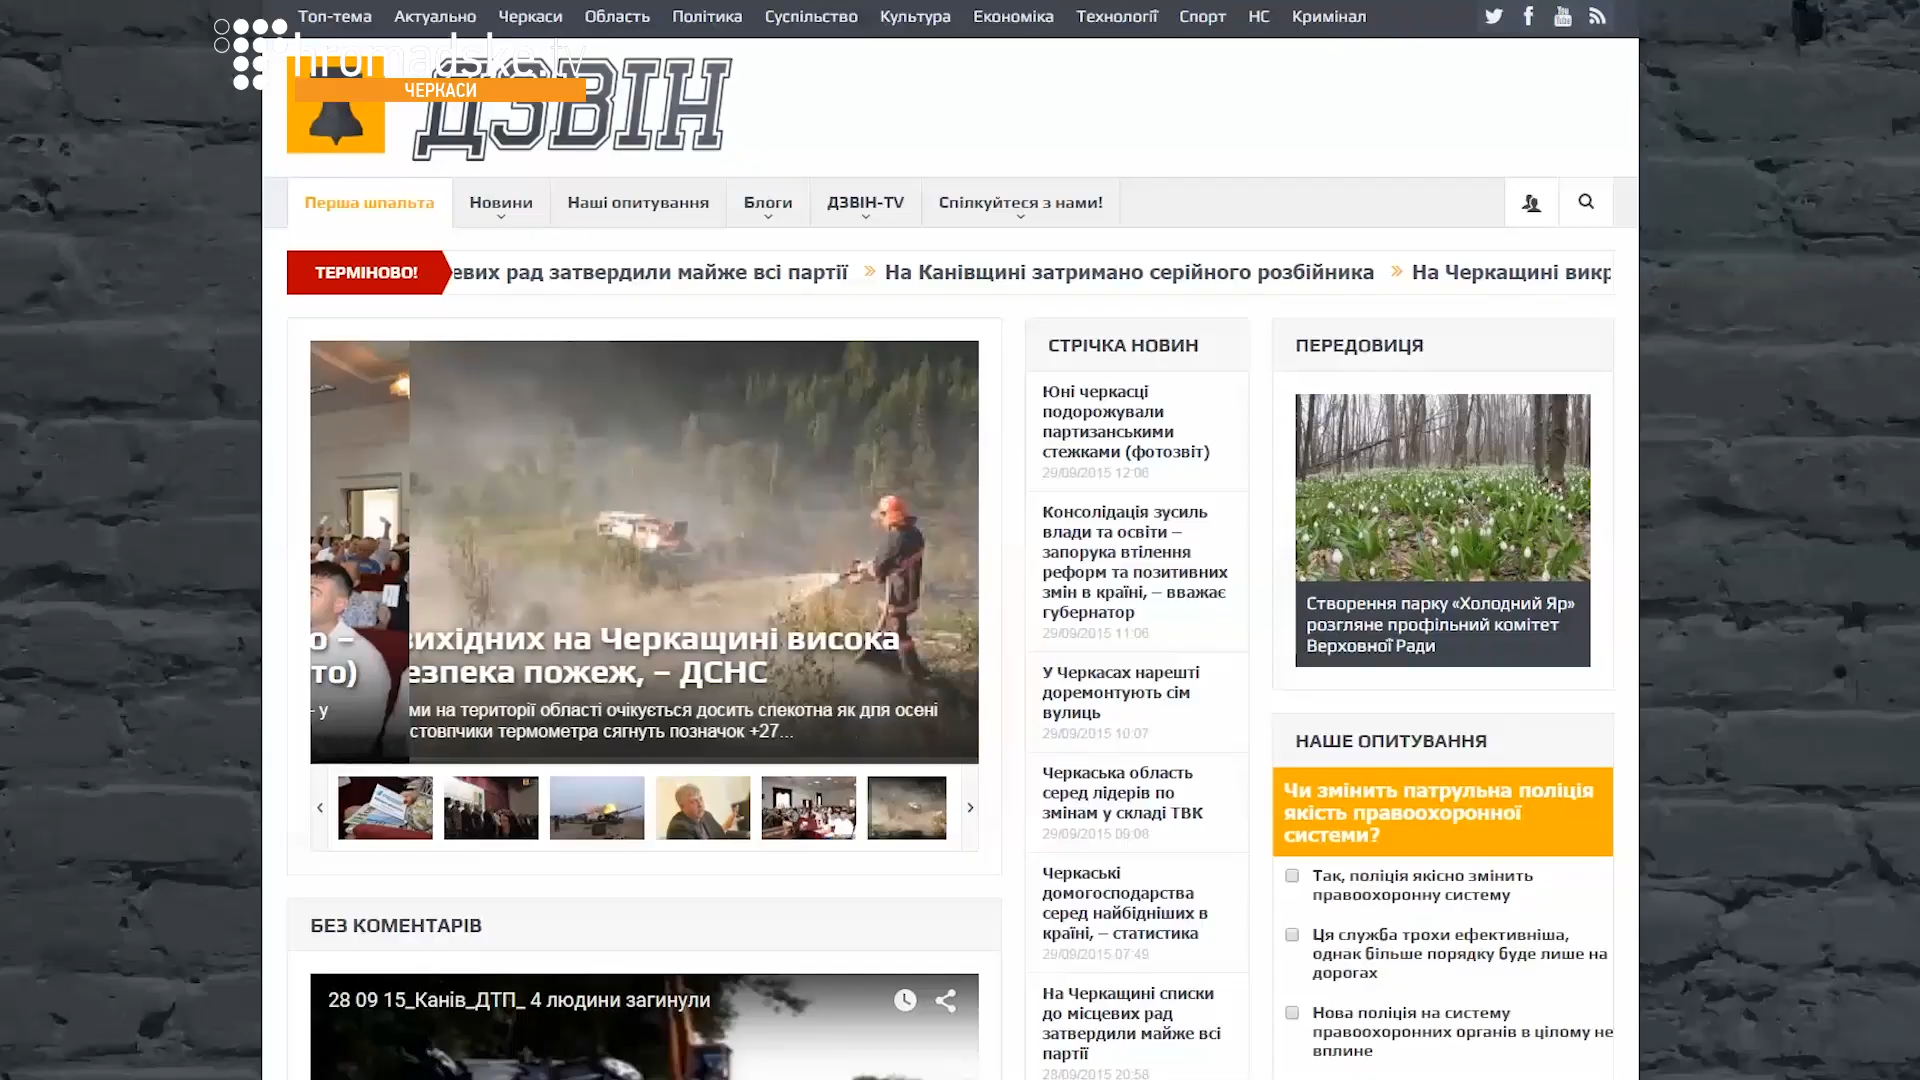 Топ-тема Актуально Черкаси Область Політика Суспільство Культура Економіка Технології Спорт НС Кримінал
You Tube
hromadske.tv
ЧЕРКАСИ
ДЗВІН
Перша шпальта Новини Наші опитування Блоги ДЗВІН-TV Спілкуйтеся з нами!
ТЕРМІНОВО! евих рад затвердили майже всі партії » На Канівщині затримано серійного розбійника » На Черкащині викр
о –
то)
- у
вихідних на Черкащині висока
езпека пожеж, – ДСНС
ми на території області очікується досить спекотна як для осені
стовпчики термометра сягнуть позначок +27...
БЕЗ КОМЕНТАРІВ
28 09 15_Канів_ДТП_ 4 людини загинули
СТРІЧКА НОВИН
Юні черкасці
подорожували
партизанськими
стежками (фотозвіт)
29/09/2015 12:06
Консолідація зусиль
влади та освіти –
запорука втілення
реформ та позитивних
змін в країні, – вважає
губернатор
29/09/2015 11:06
У Черкасах нарешті
доремонтують сім
вулиць
29/09/2015 10:07
Черкаська область
серед лідерів по
змінам у складі ТВК
29/09/2015 09:06
Черкаські
домогосподарства
серед найбідніших в
країні, – статистика
29/09/2015 07:49
На Черкащині списки
до місцевих рад
затвердили майже всі
партії
28/09/2015 20:58
ПЕРЕДОВИЦЯ
Створення парку «Холодний Яр»
розгляне профільний комітет
Верховної Ради
НАШЕ ОПИТУВАННЯ
Чи змінить патрульна поліція
якість правоохоронної
системи?
Так, поліція якісно змінить
правоохоронну систему
Ця служба трохи ефективніша,
однак більше порядку буде лише на
дорогах
Нова поліція на систему
правоохоронних органів в цілому не
вплине